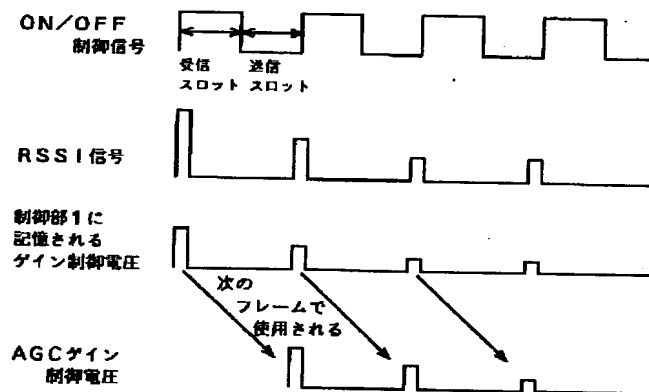 ON/OFF
制御信号
受信
スロット
送信
スロット
RSSI信号
制御部1に
記憶される
ゲイン制御電圧
次の
フレームで
使用される
AGCゲイン
制御電圧